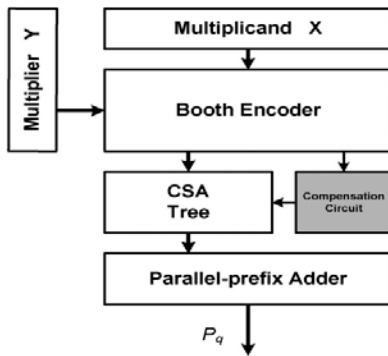 Multiplicand X
Multiplier Y
Booth Encoder
CSA
Tree
Compensation
Circuit
Parallel-prefix Adder
Pq